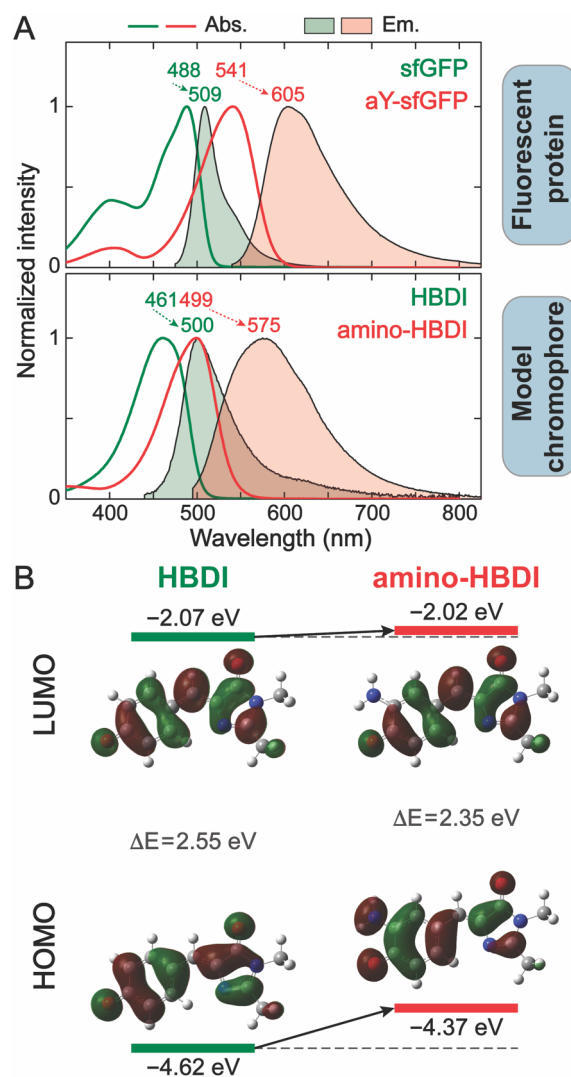 A
Abs.
Em.
488
541
509
605
sfGFP
aY-sfGFP
1
0
Fluorescent
protein
461
499
500
575
HBDI
amino-HBDI
1
0
Model
chromophore
Normalized intensity
400 500 600 700 800
Wavelength (nm)
B
HBDI
amino-HBDI
−2.07 eV
−2.02 eV
LUMO
ΔE=2.55 eV
ΔE=2.35 eV
HOMO
−4.37 eV
−4.62 eV